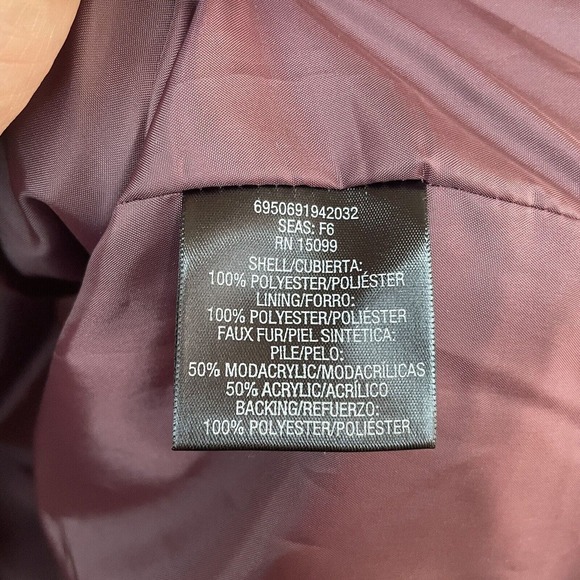 6950691942032
SEAS: F6
RN 15099
SHELL/CUBIERTA:
100% POLYESTER/POLIÉSTER
LINING/FORRO:
100% POLYESTER/POLIÉSTER
FAUX FUR/PIEL SINTÉTICA:
PILE/PELO:
50% MODACRYLIC/MODACRÍLICAS
50% ACRYLIC/ACRÍLICO
BACKING/REFUERZO:
100% POLYESTER/POLIÉSTER